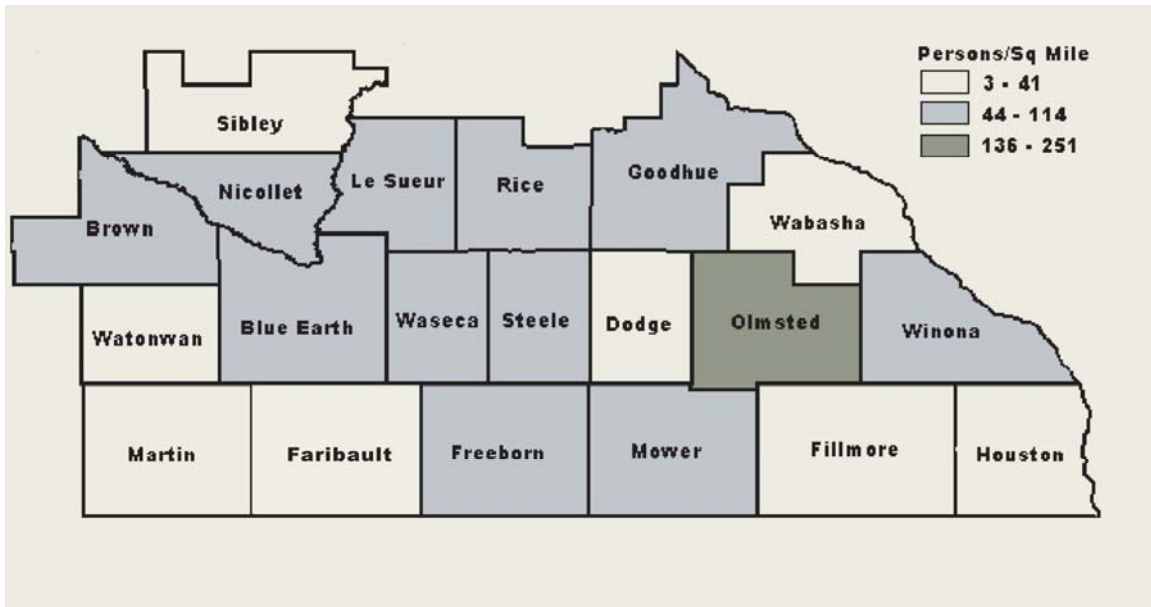 Persons/Sq Mile
3 - 41
44 - 114
136 - 251
Sibley
Le Sueur
Rice
Goodhue
Nicollet
Brown
Wabasha
Watonwan
Blue Earth
Waseca
Steele
Dodge
Olmsted
Winona
Martin
Faribault
Freeborn
Mower
Fillmore
Houston